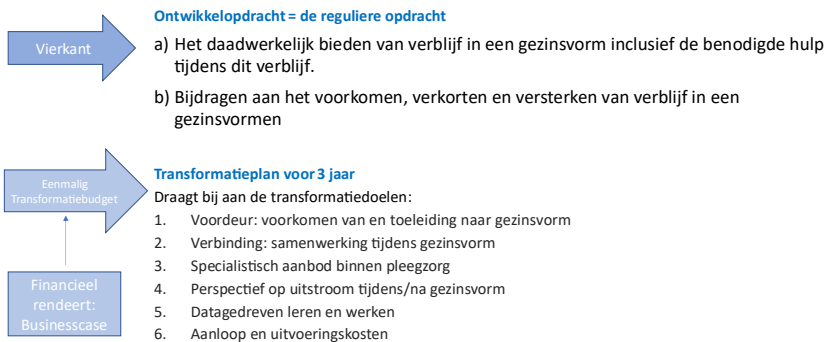 Ontwikkelopdracht = de reguliere opdracht
Vierkant
a) Het daadwerkelijk bieden van verblijf in een gezinsvorm inclusief de benodigde hulp
tijdens dit verblijf.
b) Bijdragen aan het voorkomen, verkorten en versterken van verblijf in een
gezinsvormen
Transformatieplan voor 3 jaar
Eenmalig
Transformatiebudget
Draagt bij aan de transformatiedoelen:
1. Voordeur: voorkomen van en toeleiding naar gezinsvorm
2. Verbinding: samenwerking tijdens gezinsvorm
3. Specialistisch aanbod binnen pleegzorg
4. Perspectief op uitstroom tijdens/na gezinsvorm
5. Datagedreven leren en werken
6. Aanloop en uitvoeringskosten
Financieel
rendeert:
Businesscase